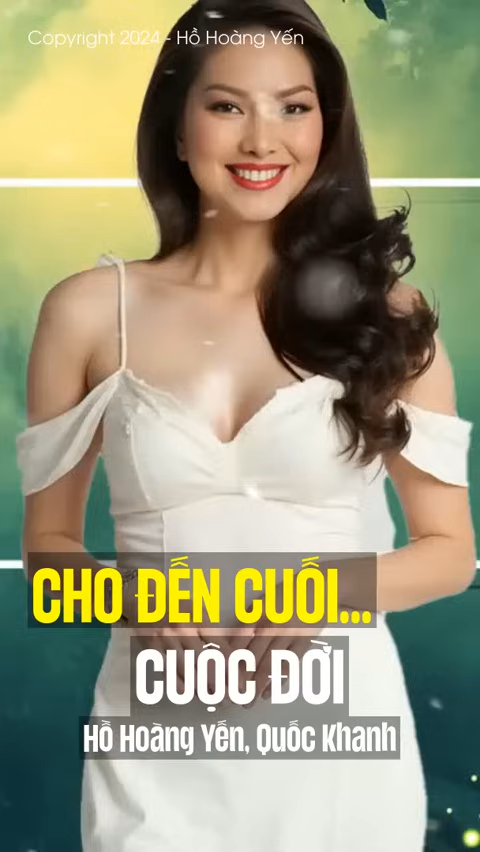 Copyright 2024 - Hồ Hoàng Yến
CHO ĐẾN CUỐI...
CUỘC ĐỜI
Hồ Hoàng Yến, Quốc Khanh